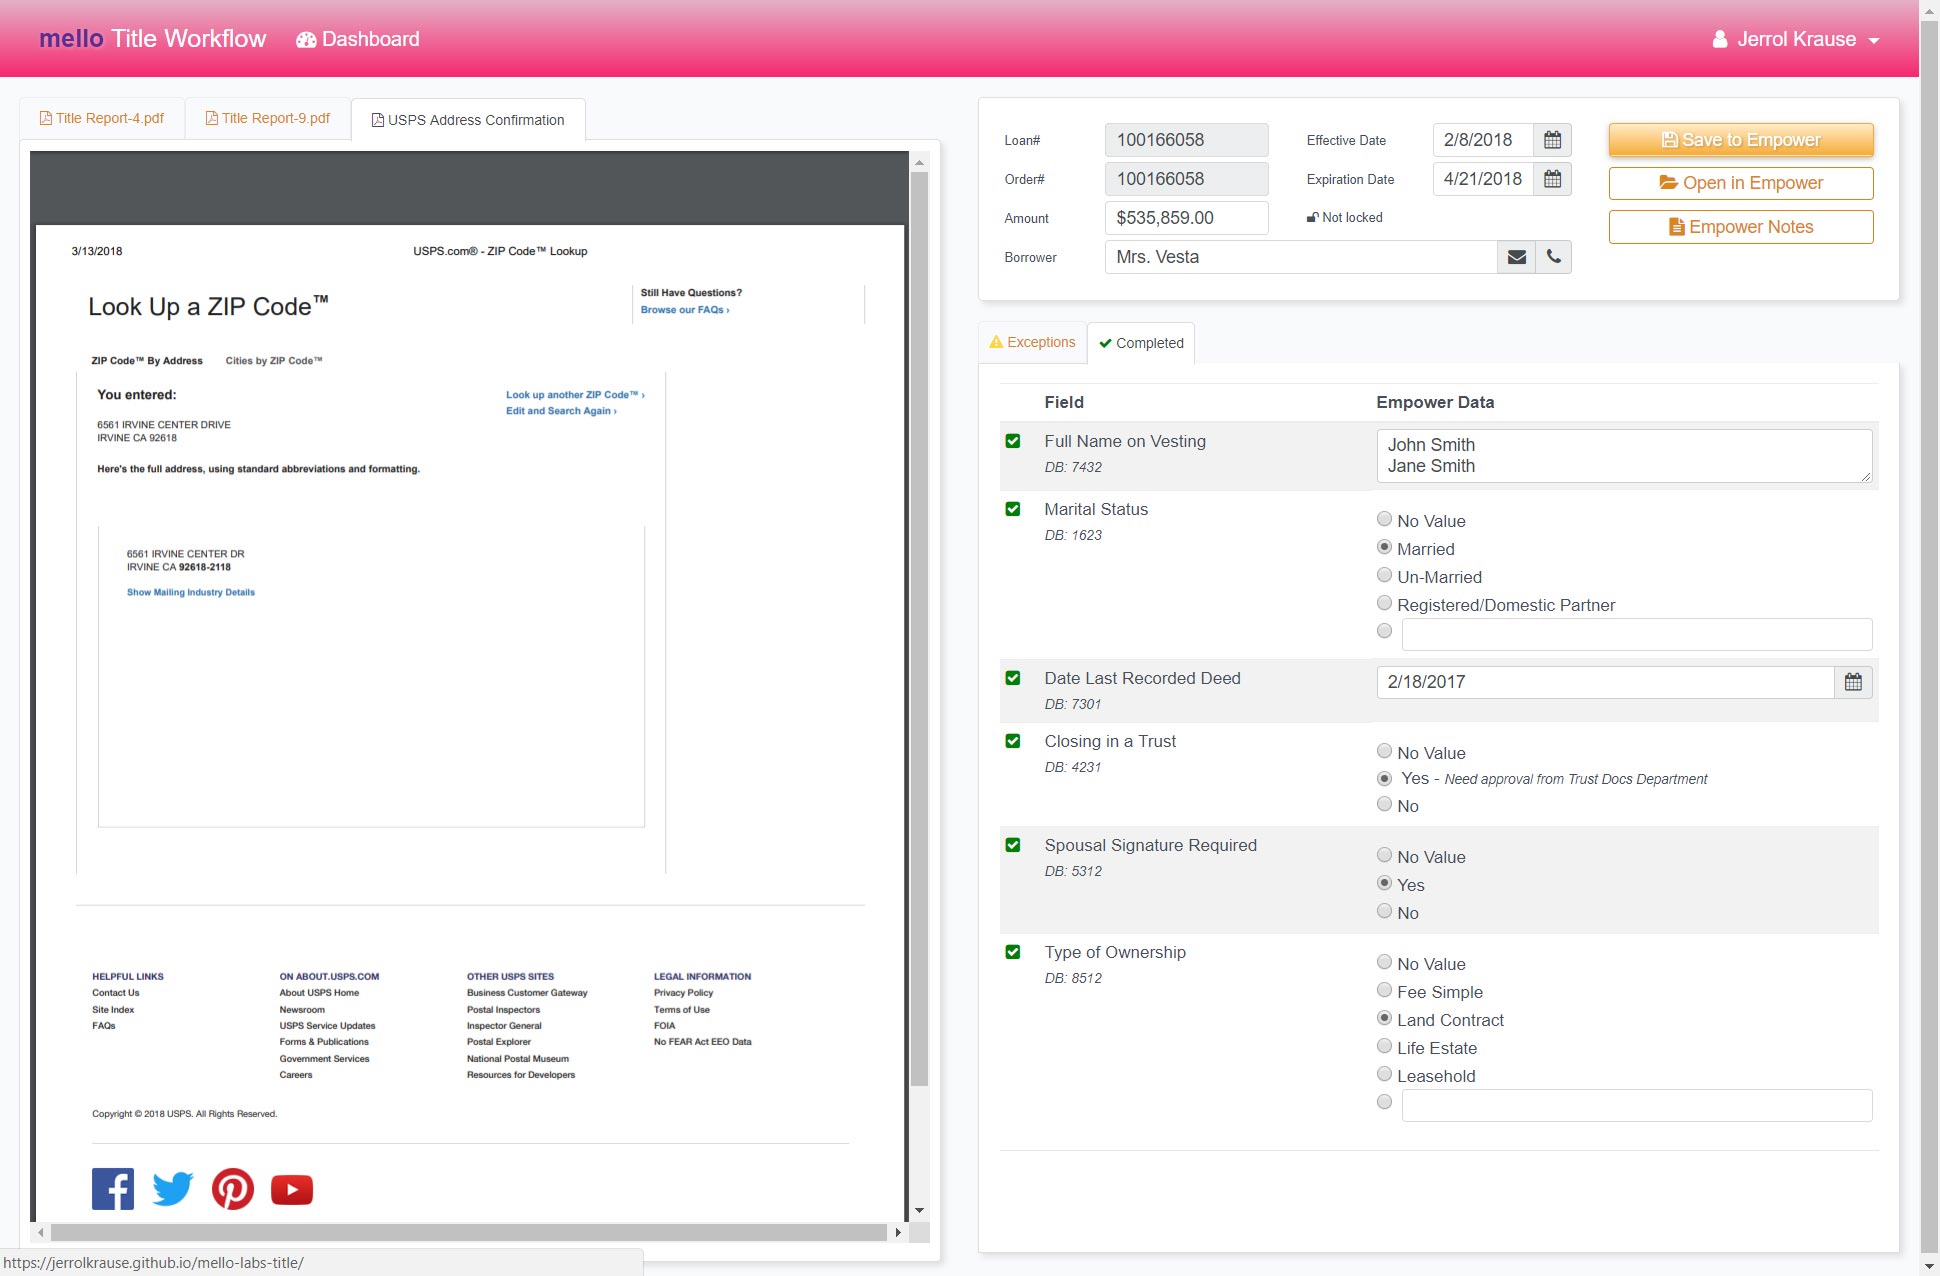 mello Title Workflow Dashboard Jerrol Krause
Title Report-4.pdf Title Report-9.pdf USPS Address Confirmation
3/13/2018 USPS.com® - ZIP Code™ Lookup
Look Up a ZIP Code™
Still Have Questions?
Browse our FAQs ›
ZIP Code™ By Address Cities by ZIP Code™
You entered:
Look up another ZIP Code™ ›
Edit and Search Again ›
6561 IRVINE CENTER DRIVE
IRVINE CA 92618
Here's the full address, using standard abbreviations and formatting.
6561 IRVINE CENTER DR
IRVINE CA 92618-2118
Show Mailing Industry Details
HELPFUL LINKS
Contact Us
Site Index
FAQs
ON ABOUT.USPS.COM
About USPS Home
Newsroom
USPS Service Updates
Forms & Publications
Government Services
Careers
OTHER USPS SITES
Business Customer Gateway
Postal Inspectors
Inspector General
Postal Explorer
National Postal Museum
Resources for Developers
LEGAL INFORMATION
Privacy Policy
Terms of Use
FOIA
No FEAR Act EEO Data
Copyright © 2018 USPS. All Rights Reserved.
https://jerrolkrause.github.io/mello-labs-title/
Loan# 100166058 Effective Date 2/8/2018
Order# 100166058 Expiration Date 4/21/2018
Amount $535,859.00 Not locked
Borrower Mrs. Vesta
Save to Empower
Open in Empower
Empower Notes
Exceptions Completed
Field Empower Data
Full Name on Vesting
DB: 7432
John Smith
Jane Smith
Marital Status
DB: 1623
No Value
Married
Un-Married
Registered/Domestic Partner
Date Last Recorded Deed
DB: 7301
2/18/2017
Closing in a Trust
DB: 4231
No Value
Yes - Need approval from Trust Docs Department
No
Spousal Signature Required
DB: 5312
No Value
Yes
No
Type of Ownership
DB: 8512
No Value
Fee Simple
Land Contract
Life Estate
Leasehold